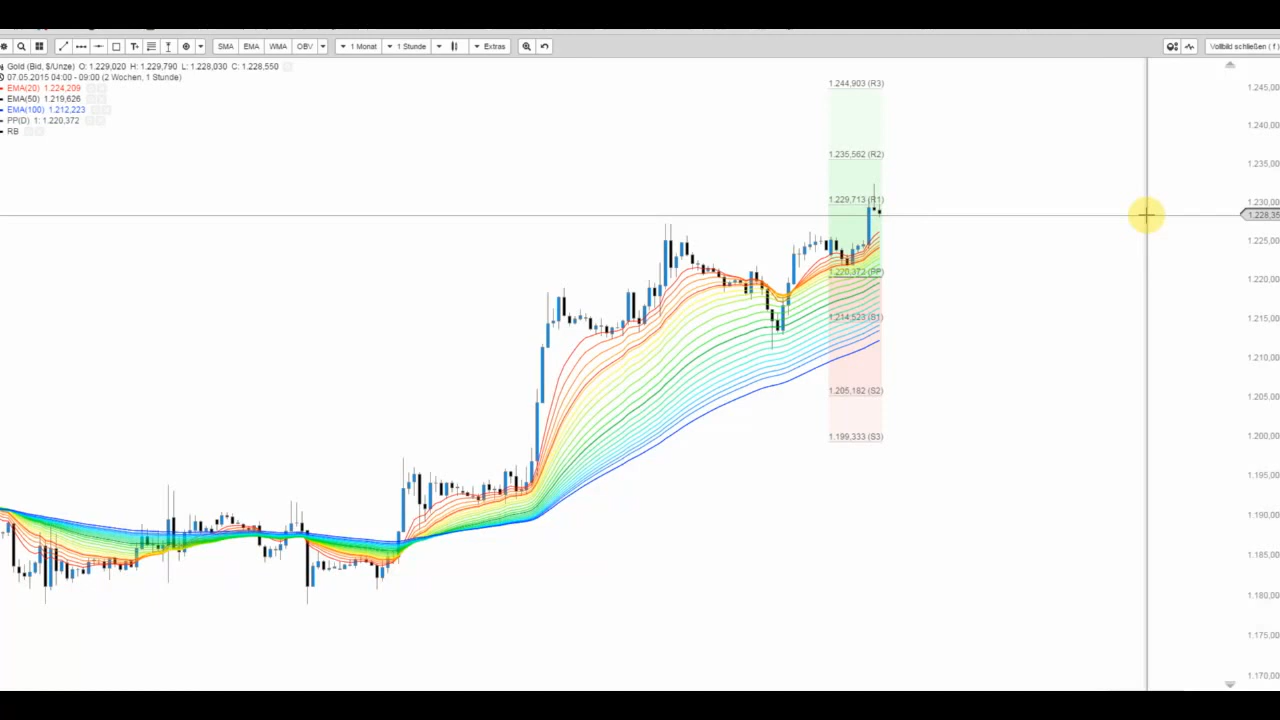 SMA EMA WMA OBV 1 Monat 1 Stunde Extras Vollbild schließen ( f )
Gold (Bid, $/Unze) O: 1.229,020 H: 1.229,790 L: 1.228,030 C: 1.228,550
07.05.2015 04:00 - 09:00 (2 Wochen, 1 Stunde)
EMA(20) 1.224,209
EMA(50) 1.219,626
EMA(100) 1.212,223
PP(D) 1: 1.220,372
RB
1.244,903 (R3)
1.235,562 (R2)
1.229,713 (R1)
1.220,372 (PP)
1.214,523 (S1)
1.205,182 (S2)
1.199,333 (S3)
1.245,00
1.240,00
1.235,00
1.230,00
1.228,35
1.225,00
1.220,00
1.215,00
1.210,00
1.205,00
1.200,00
1.195,00
1.190,00
1.185,00
1.180,00
1.175,00
1.170,00